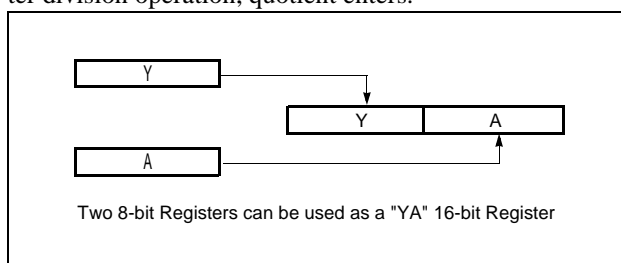 ter division operation, quotient enters.
Y
Y A
A
Two 8-bit Registers can be used as a "YA" 16-bit Register